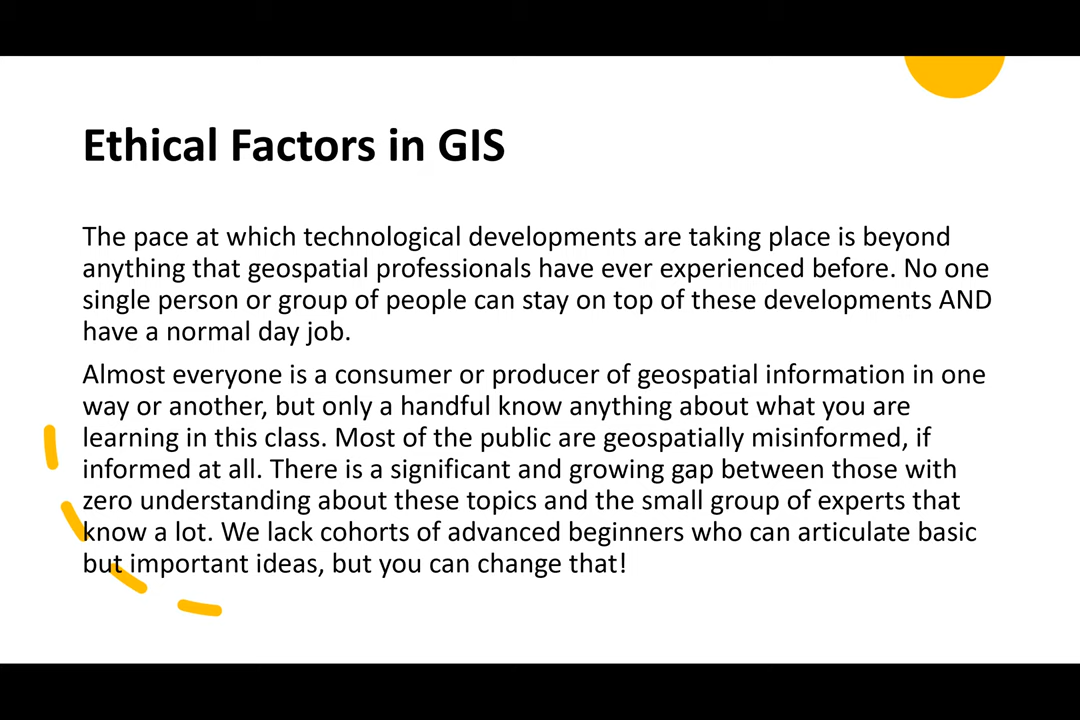 Ethical Factors in GIS
The pace at which technological developments are taking place is beyond
anything that geospatial professionals have ever experienced before. No one
single person or group of people can stay on top of these developments AND
have a normal day job.
Almost everyone is a consumer or producer of geospatial information in one
way or another, but only a handful know anything about what you are
learning in this class. Most of the public are geospatially misinformed, if
informed at all. There is a significant and growing gap between those with
zero understanding about these topics and the small group of experts that
know a lot. We lack cohorts of advanced beginners who can articulate basic
but important ideas, but you can change that!